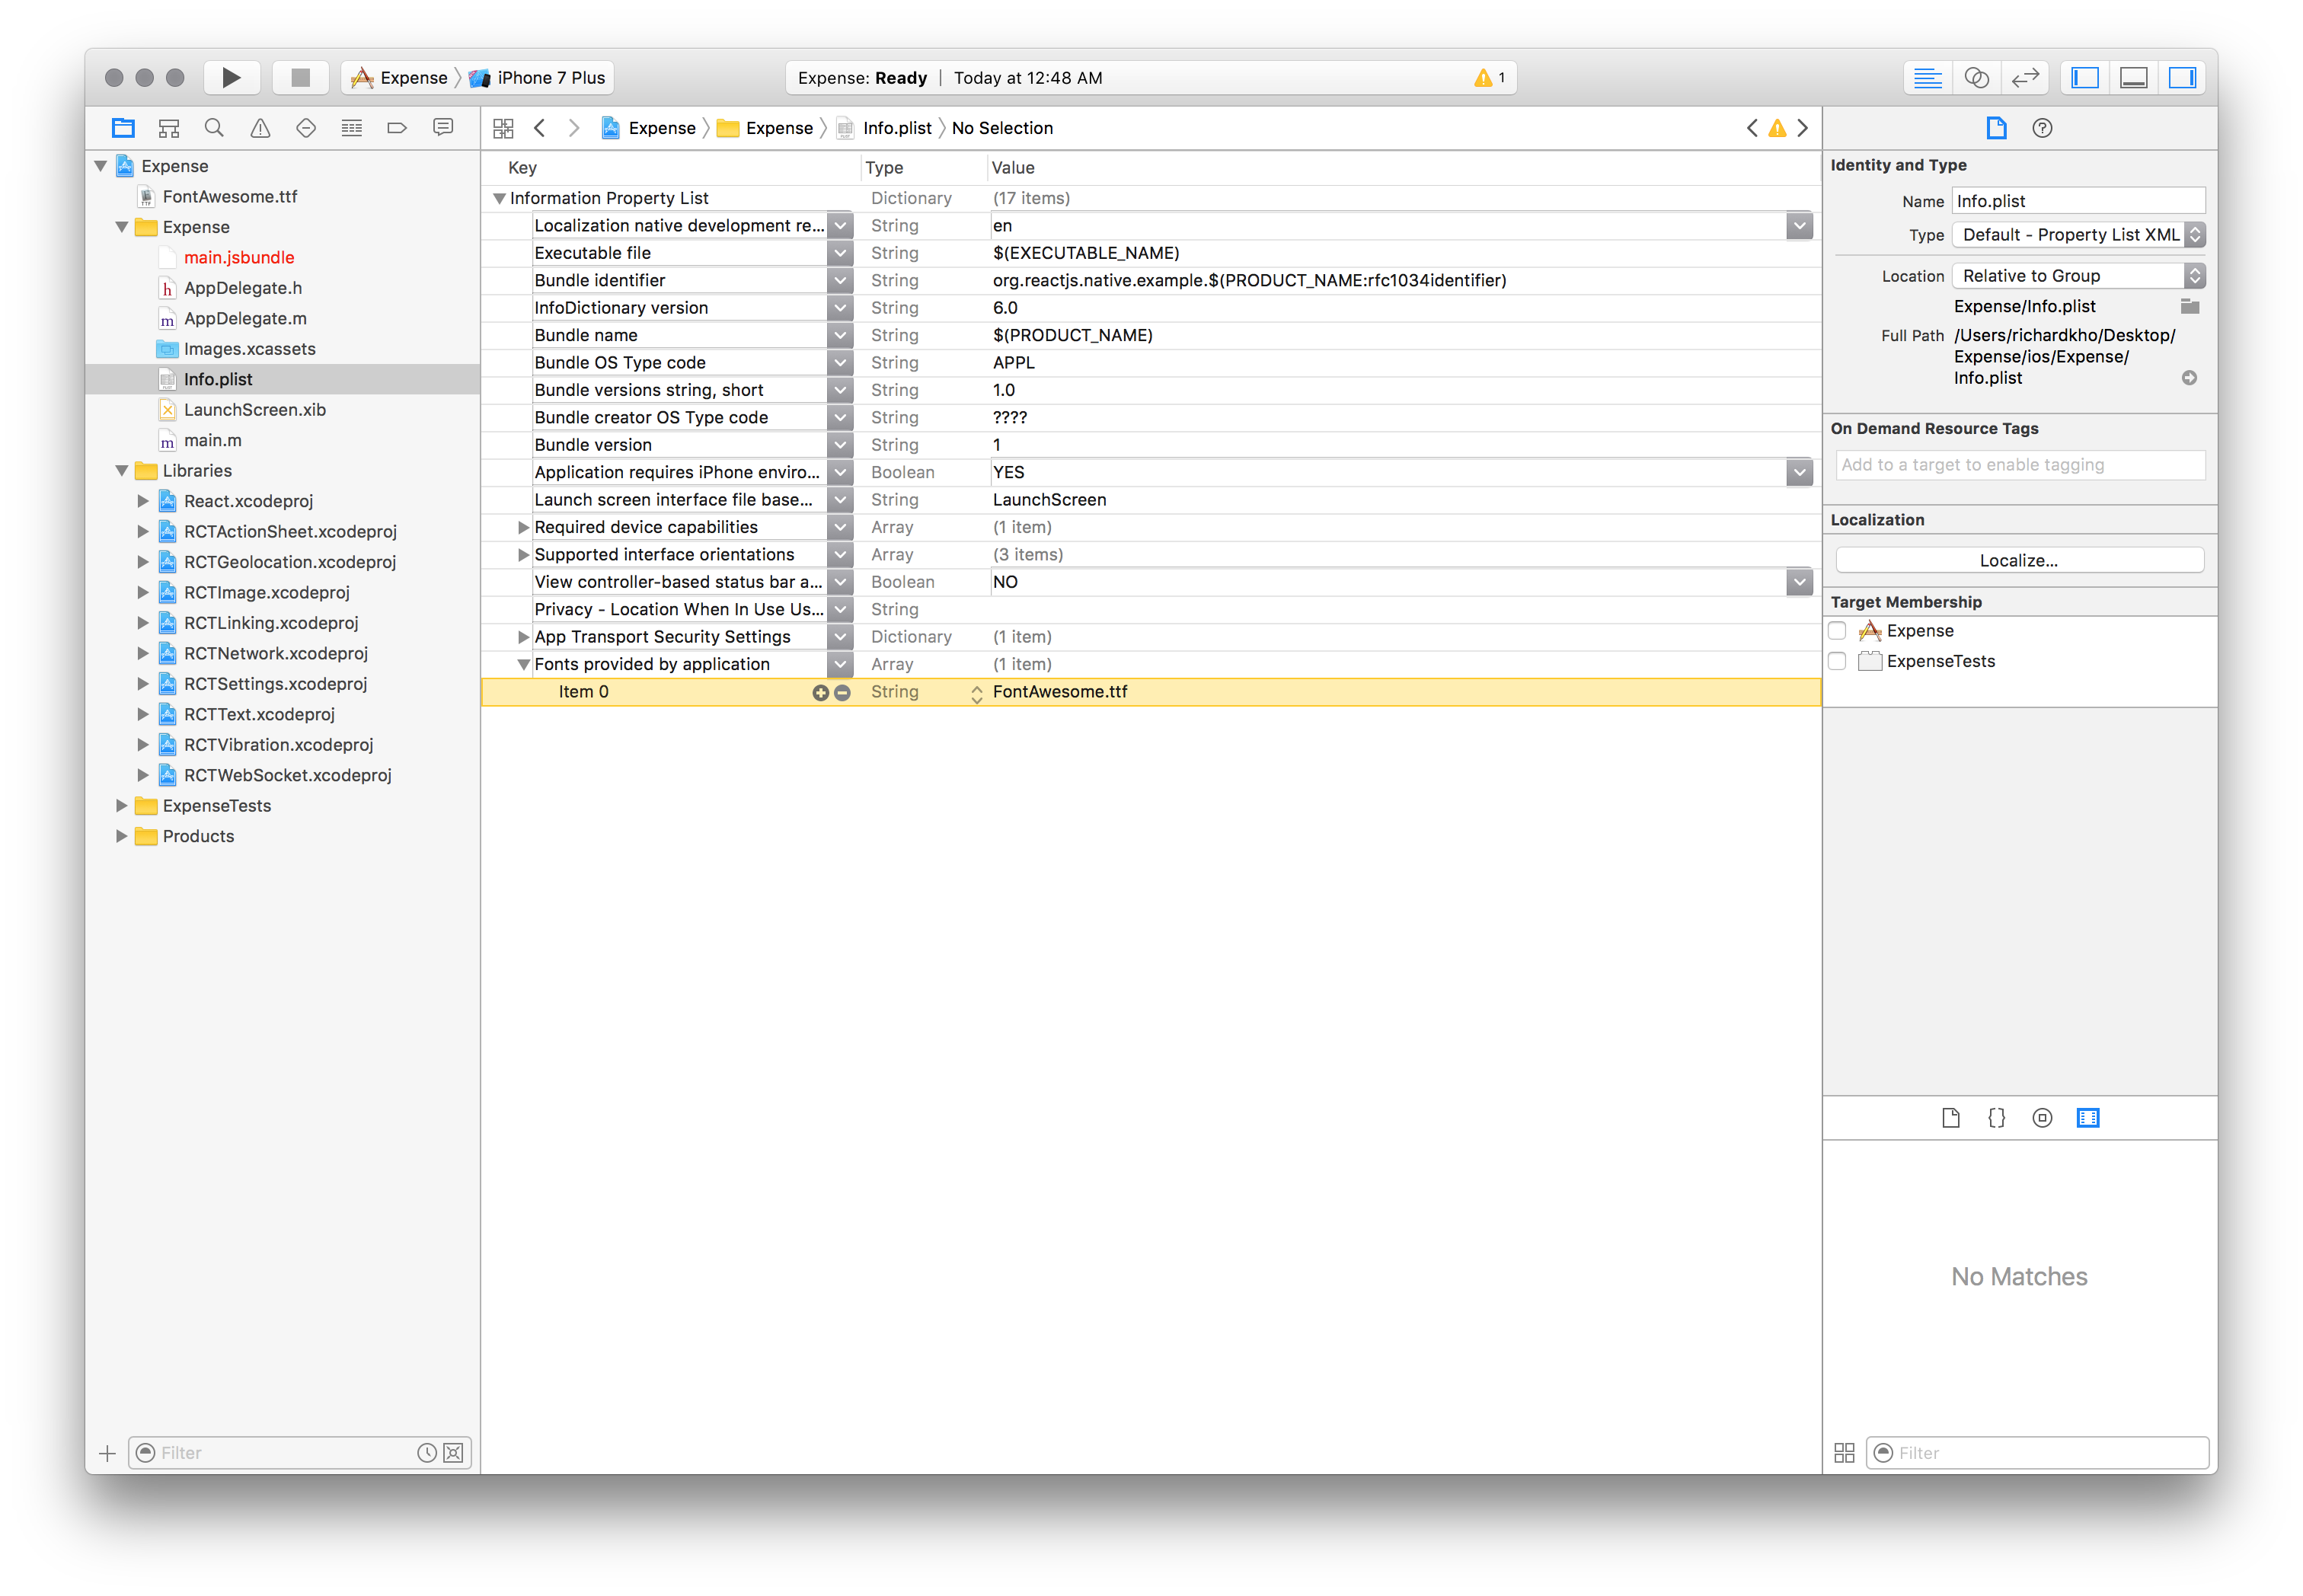 Expense 〉 iPhone 7 Plus
Expense: Ready | Today at 12:48 AM
1
Expense 〉 Expense 〉 Info.plist 〉 No Selection
Expense
FontAwesome.ttf
Expense
main.jsbundle
AppDelegate.h
AppDelegate.m
Images.xcassets
Info.plist
LaunchScreen.xib
main.m
Libraries
React.xcodeproj
RCTActionSheet.xcodeproj
RCTGeolocation.xcodeproj
RCTImage.xcodeproj
RCTLinking.xcodeproj
RCTNetwork.xcodeproj
RCTSettings.xcodeproj
RCTText.xcodeproj
RCTVibration.xcodeproj
RCTWebSocket.xcodeproj
ExpenseTests
Products
Filter
Key Type Value
Information Property List Dictionary (17 items)
Localization native development re... String en
Executable file String $(EXECUTABLE_NAME)
Bundle identifier String org.reactjs.native.example.$(PRODUCT_NAME:rfc1034identifier)
InfoDictionary version String 6.0
Bundle name String $(PRODUCT_NAME)
Bundle OS Type code String APPL
Bundle versions string, short String 1.0
Bundle creator OS Type code String ????
Bundle version String 1
Application requires iPhone enviro... Boolean YES
Launch screen interface file base... String LaunchScreen
Required device capabilities Array (1 item)
Supported interface orientations Array (3 items)
View controller-based status bar a... Boolean NO
Privacy - Location When In Use Us... String
App Transport Security Settings Dictionary (1 item)
Fonts provided by application Array (1 item)
Item 0 String FontAwesome.ttf
Identity and Type
Name Info.plist
Type Default - Property List XML
Location Relative to Group
Expense/Info.plist
Full Path /Users/richardkho/Desktop/
Expense/ios/Expense/
Info.plist
On Demand Resource Tags
Add to a target to enable tagging
Localization
Localize...
Target Membership
Expense
ExpenseTests
No Matches
Filter